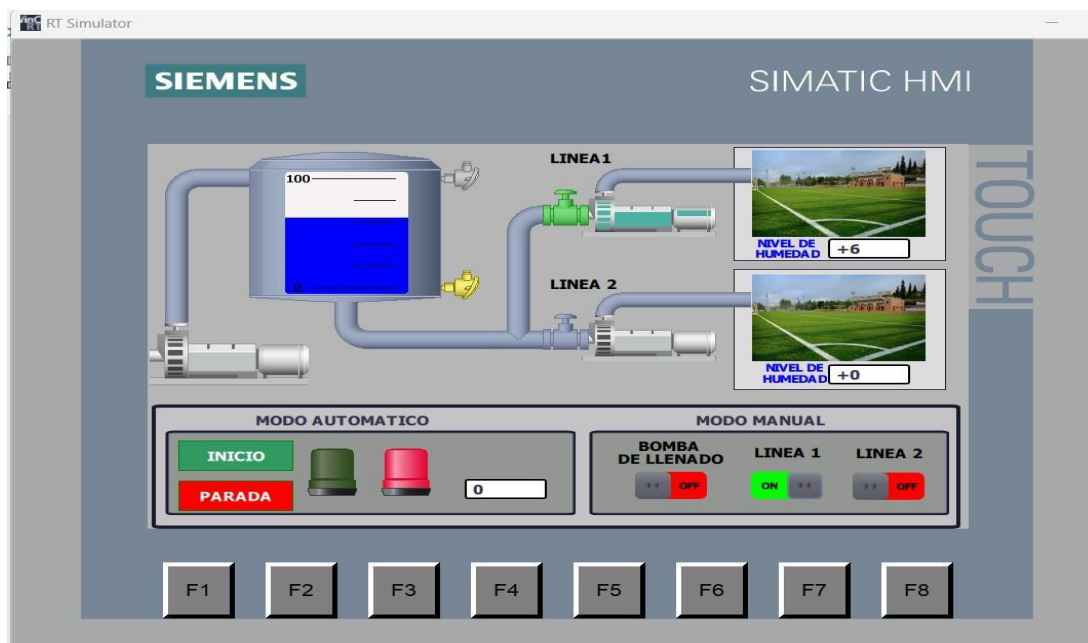 RT Simulator
SIEMENS
SIMATIC HMI
TOUCH
LINEA1
100
0
NIVEL DE
HUMEDAD
+6
LINEA 2
NIVEL DE
HUMEDAD
+0
MODO AUTOMATICO
INICIO
PARADA
0
MODO MANUAL
BOMBA
DE LLENADO
LINEA 1
LINEA 2
OFF
ON
OFF
F1
F2
F3
F4
F5
F6
F7
F8